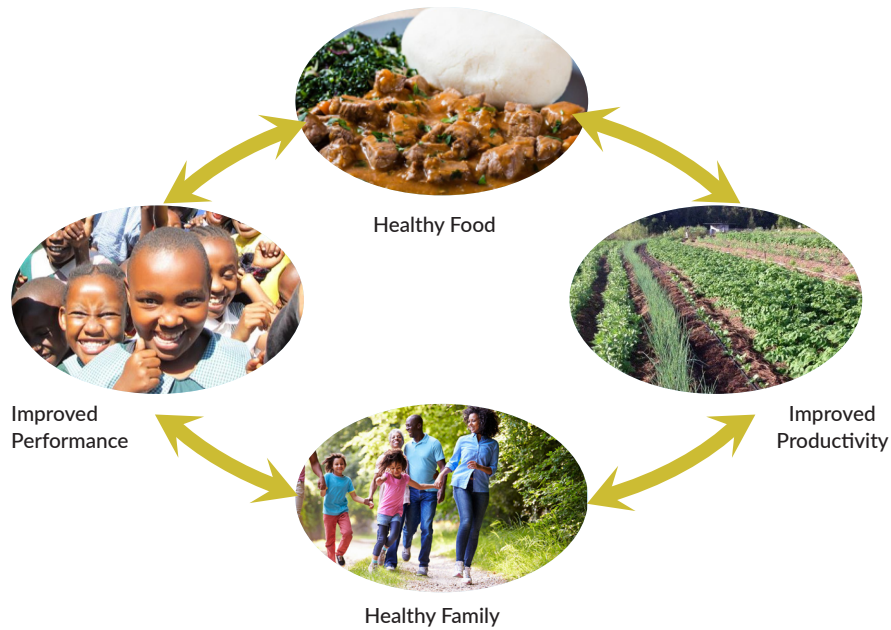 Healthy Food
Improved
Performance
Improved
Productivity
Healthy Family